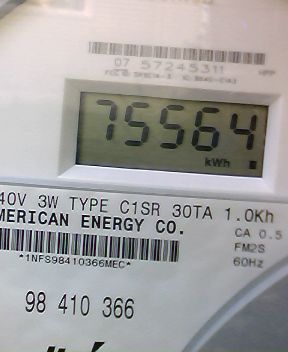 07 57245311
75564
kWh
40V 3W TYPE C1SR 30TA 1.0Kh
MERICAN ENERGY CO.
CA 0.5
FM2S
*1NFS98410366MEC*
60Hz
98 410 366